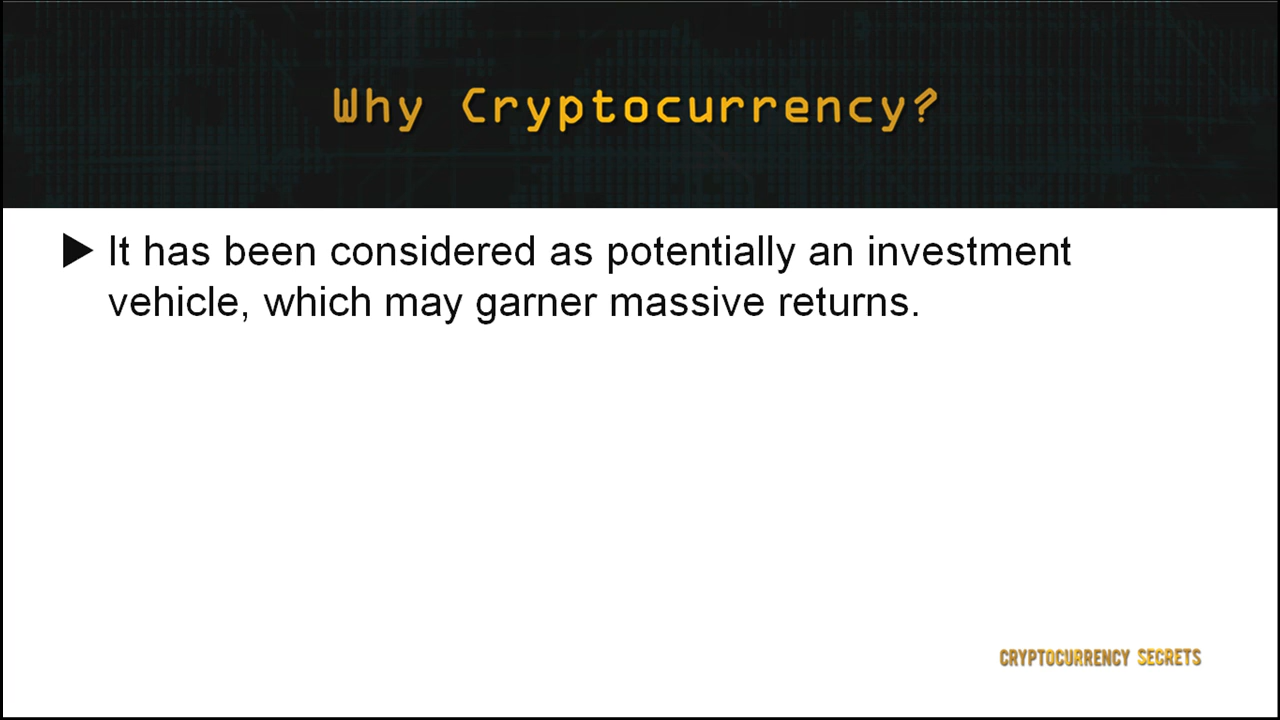 Why Cryptocurrency?
It has been considered as potentially an investment
vehicle, which may garner massive returns.
CRYPTOCURRENCY SECRETS